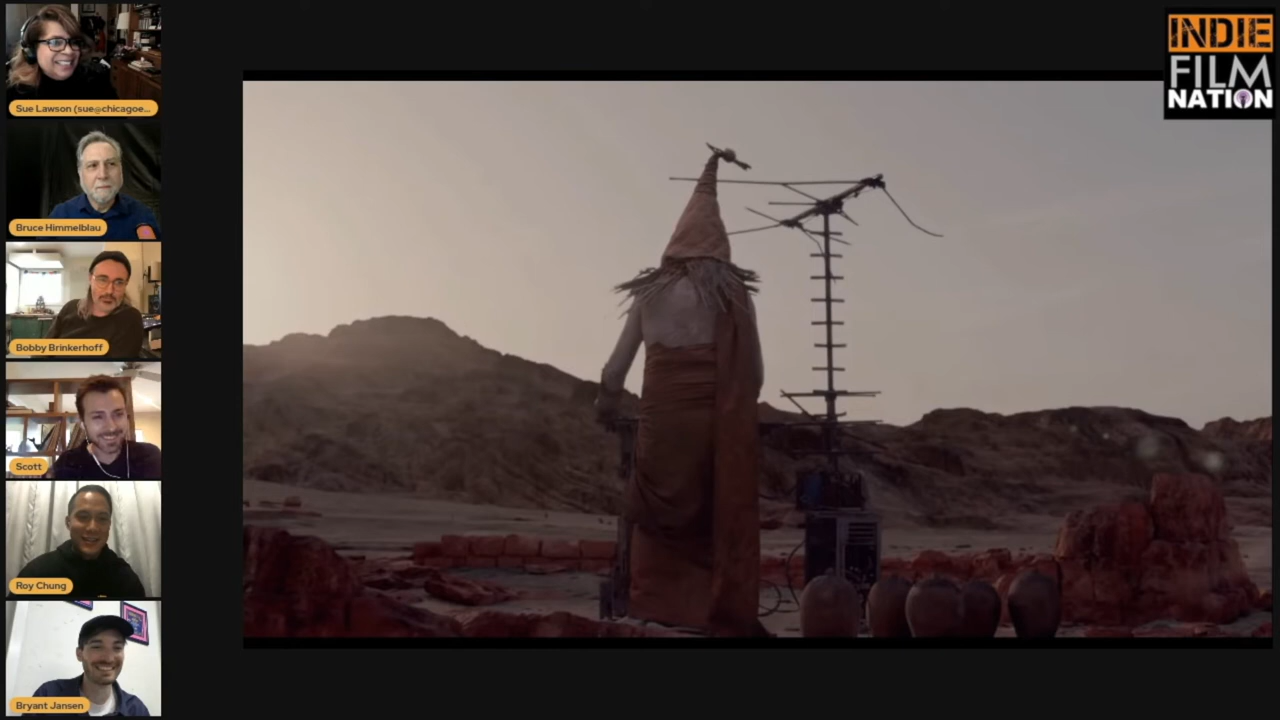 Sue Lawson (sue@chicagoe...
Bruce Himmelblau
Bobby Brinkerhoff
Scott
Roy Chung
Bryant Jansen
INDIE
FILM
NATION